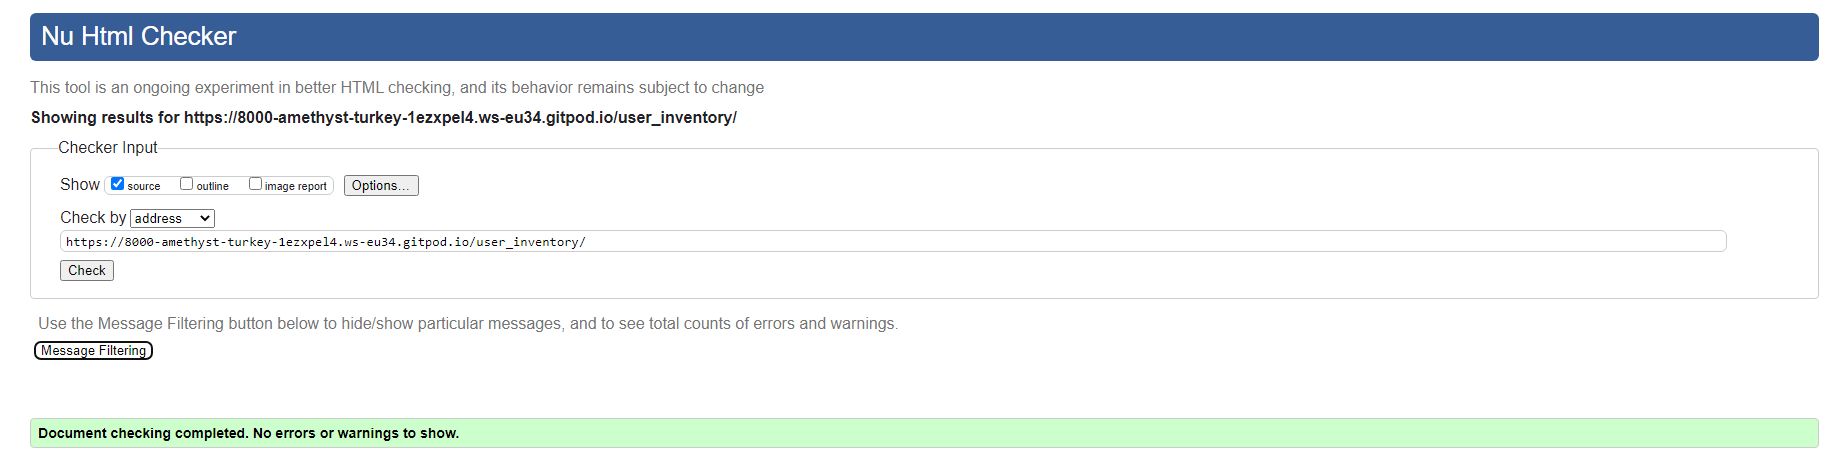 Nu Html Checker
This tool is an ongoing experiment in better HTML checking, and its behavior remains subject to change
Showing results for https://8000-amethyst-turkey-1ezxpel4.ws-eu34.gitpod.io/user_inventory/
Checker Input
Show source outline image report Options...
Check by address
https://8000-amethyst-turkey-1ezxpel4.ws-eu34.gitpod.io/user_inventory/
Check
Use the Message Filtering button below to hide/show particular messages, and to see total counts of errors and warnings.
Message Filtering
Document checking completed. No errors or warnings to show.